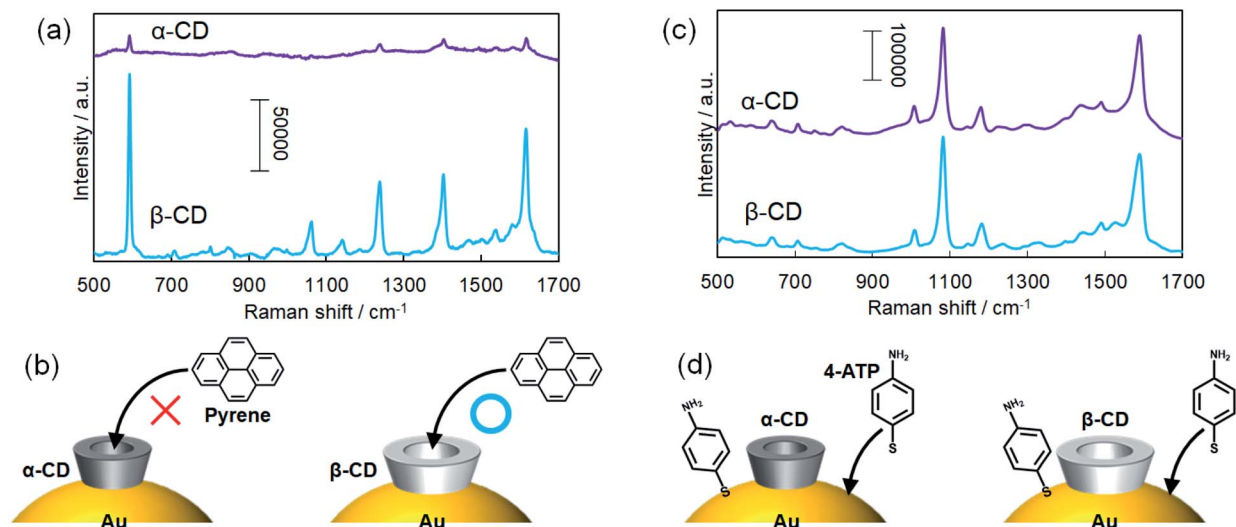 (a)
α-CD
50000
β-CD
Intensity / a.u.
500 700 900 1100 1300 1500 1700
Raman shift / cm-1
(c)
100000
α-CD
β-CD
Intensity / a.u.
500 700 900 1100 1300 1500 1700
Raman shift / cm-1
(b)
Pyrene
α-CD
Au
β-CD
Au
(d)
NH2
4-ATP
NH2
α-CD
S
S
Au
NH2
NH2
β-CD
S
S
Au